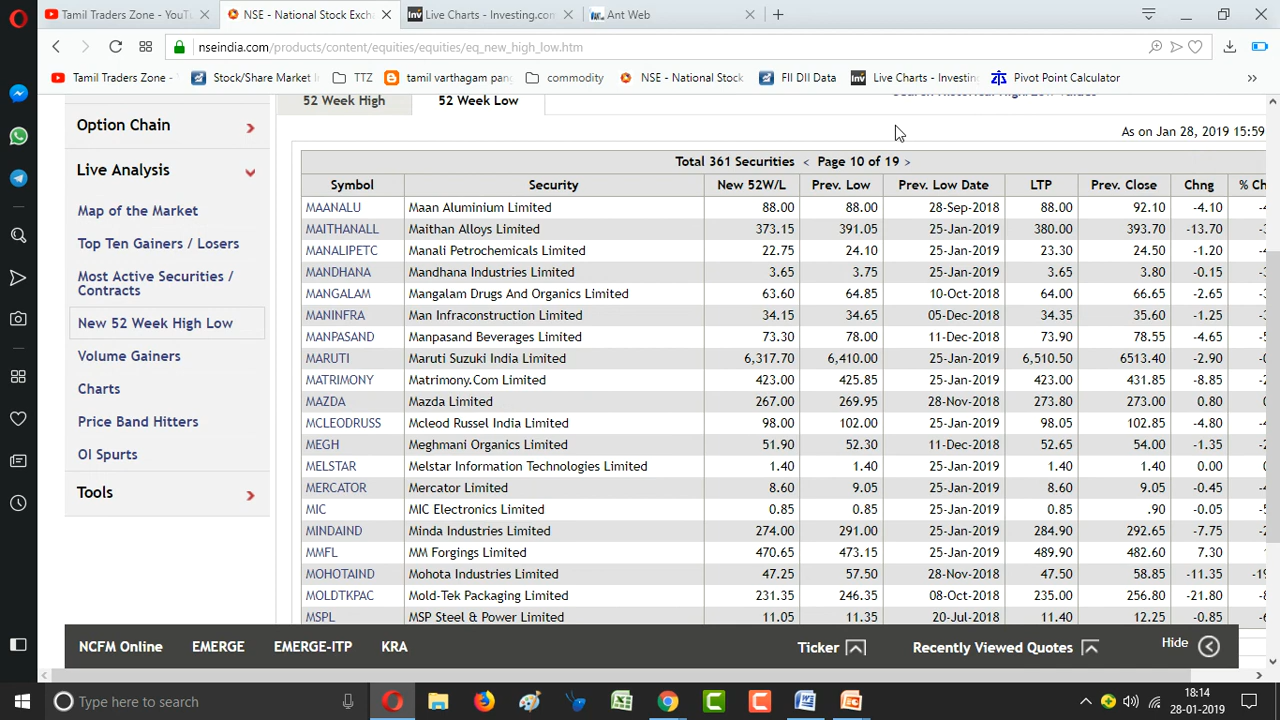 Tamil Traders Zone - YouTu
NSE - National Stock Excha
Live Charts - Investing.com
Ant Web
nseindia.com/products/content/equities/equities/eq_new_high_low.htm
Tamil Traders Zone - Stock/Share Market In TTZ tamil varthagam pang commodity NSE - National Stock FII DII Data Live Charts - Investin Pivot Point Calculator
52 Week High
52 Week Low
Option Chain
Live Analysis
Map of the Market
Top Ten Gainers / Losers
Most Active Securities /
Contracts
New 52 Week High Low
Volume Gainers
Charts
Price Band Hitters
OI Spurts
Tools
As on Jan 28, 2019 15:59
Total 361 Securities < Page 10 of 19 >
Symbol Security New 52W/L Prev. Low Prev. Low Date LTP Prev. Close Chng % Ch
MAANALU Maan Aluminium Limited 88.00 88.00 28-Sep-2018 88.00 92.10 -4.10
MAITHANALL Maithan Alloys Limited 373.15 391.05 25-Jan-2019 380.00 393.70 -13.70
MANALIPETC Manali Petrochemicals Limited 22.75 24.10 25-Jan-2019 23.30 24.50 -1.20
MANDHANA Mandhana Industries Limited 3.65 3.75 25-Jan-2019 3.65 3.80 -0.15
MANGALAM Mangalam Drugs And Organics Limited 63.60 64.85 10-Oct-2018 64.00 66.65 -2.65
MANINFRA Man Infraconstruction Limited 34.15 34.65 05-Dec-2018 34.35 35.60 -1.25
MANPASAND Manpasand Beverages Limited 73.30 78.00 11-Dec-2018 73.90 78.55 -4.65
MARUTI Maruti Suzuki India Limited 6,317.70 6,410.00 25-Jan-2019 6,510.50 6513.40 -2.90
MATRIMONY Matrimony.Com Limited 423.00 425.85 25-Jan-2019 423.00 431.85 -8.85
MAZDA Mazda Limited 267.00 269.95 28-Nov-2018 273.80 273.00 0.80
MCLEODRUSS Mcleod Russel India Limited 98.00 102.00 25-Jan-2019 98.05 102.85 -4.80
MEGH Meghmani Organics Limited 51.90 52.30 11-Dec-2018 52.65 54.00 -1.35
MELSTAR Melstar Information Technologies Limited 1.40 1.40 25-Jan-2019 1.40 1.40 0.00
MERCATOR Mercator Limited 8.60 9.05 25-Jan-2019 8.60 9.05 -0.45
MIC MIC Electronics Limited 0.85 0.85 25-Jan-2019 0.85 .90 -0.05
MINDAIND Minda Industries Limited 274.00 291.00 25-Jan-2019 284.90 292.65 -7.75
MMFL MM Forgings Limited 470.65 473.15 25-Jan-2019 489.90 482.60 7.30
MOHOTAIND Mohota Industries Limited 47.25 57.50 28-Nov-2018 47.50 58.85 -11.35
MOLDTKPAC Mold-Tek Packaging Limited 231.35 246.35 08-Oct-2018 235.00 256.80 -21.80
MSPL MSP Steel & Power Limited 11.05 11.35 20-Jul-2018 11.40 12.25 -0.85
NCFM Online EMERGE EMERGE-ITP KRA Ticker Recently Viewed Quotes Hide
Type here to search
18:14
28-01-2019